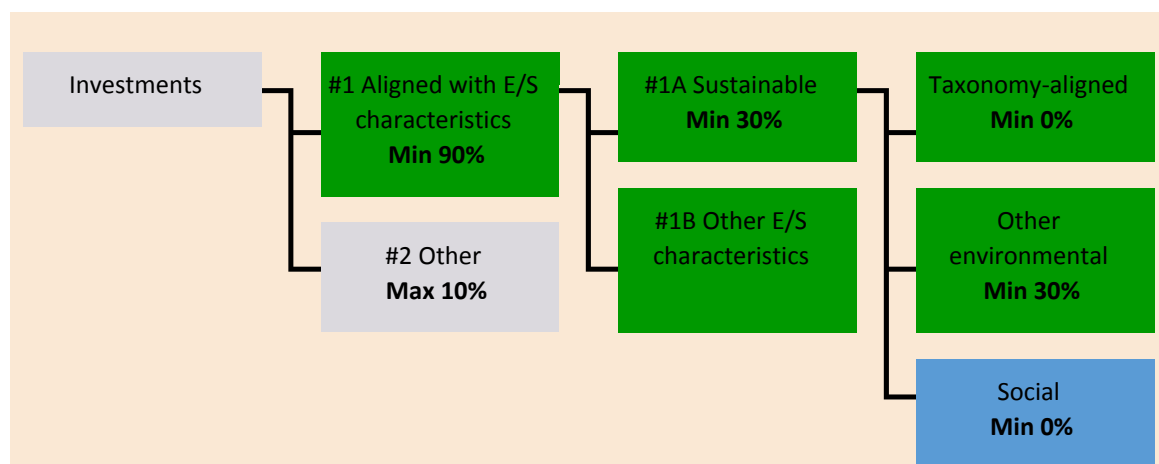 Investments
#1 Aligned with E/S
characteristics
Min 90%
#2 Other
Max 10%
#1A Sustainable
Min 30%
#1B Other E/S
characteristics
Taxonomy-aligned
Min 0%
Other
environmental
Min 30%
Social
Min 0%